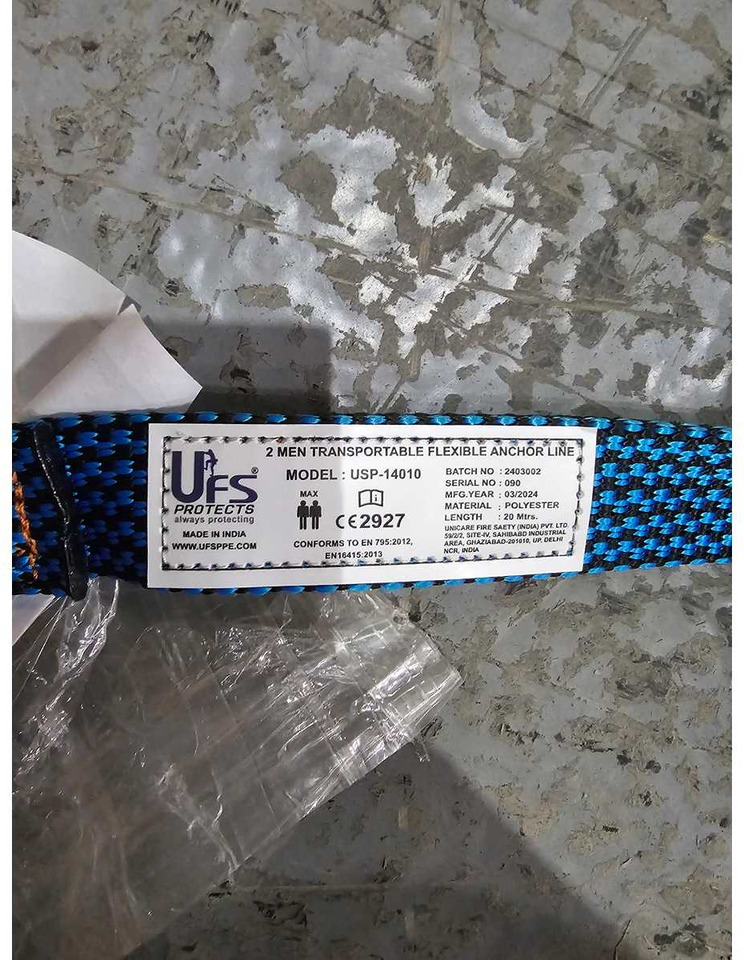 2 MEN TRANSPORTABLE FLEXIBLE ANCHOR LINE
UFS®
PROTECTS
always protecting
MADE IN INDIA
WWW.UFSPPE.COM
MODEL : USP-14010
MAX
CE2927
CONFORMS TO EN 795:2012,
EN16415:2013
BATCH NO : 2403002
SERIAL NO : 090
MFG.YEAR : 03/2024
MATERIAL : POLYESTER
LENGTH : 20 Mtrs.
UNICARE FIRE SAETY (INDIA) PVT. LTD.
59/2/2, SITE-IV, SAHIBABD INDUSTRIAL
AREA, GHAZIABAD-201010, UP, DELHI
NCR, INDIA